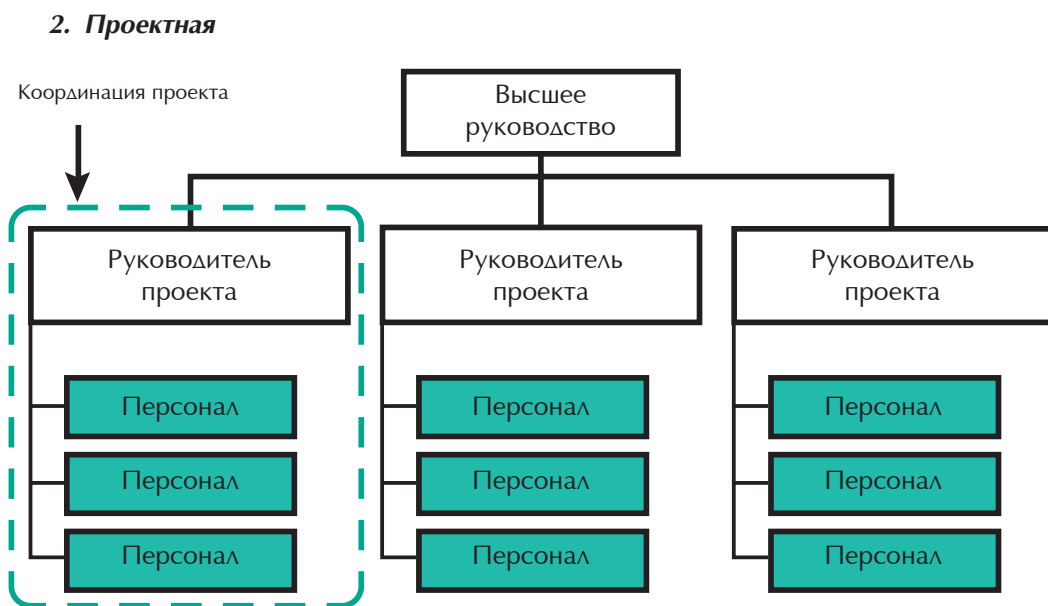 2. Проектная
Координация проекта
Высшее
руководство
Руководитель
проекта
Руководитель
проекта
Руководитель
проекта
Персонал
Персонал
Персонал
Персонал
Персонал
Персонал
Персонал
Персонал
Персонал